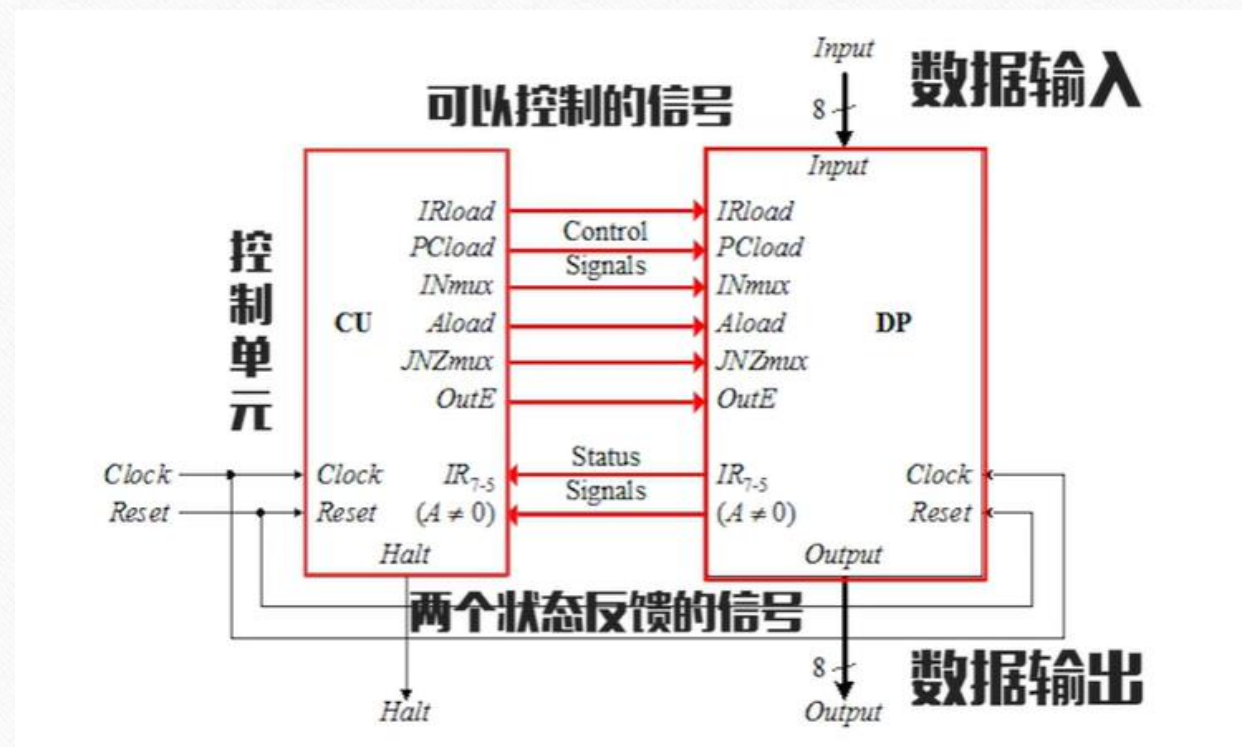 Input
数据输入
可以控制的信号
8
Input
IRload
IRload
Control
PCload
PCload
Signals
INmux
INmux
控制单元
CU
Aload
Aload
DP
JNZmux
JNZmux
OutE
OutE
Status
Clock
Clock
IR7-5
IR7-5
Clock
Signals
Reset
Reset
(A ≠ 0)
(A ≠ 0)
Reset
Halt
Output
两个状态反馈的信号
8
数据输出
Halt
Output